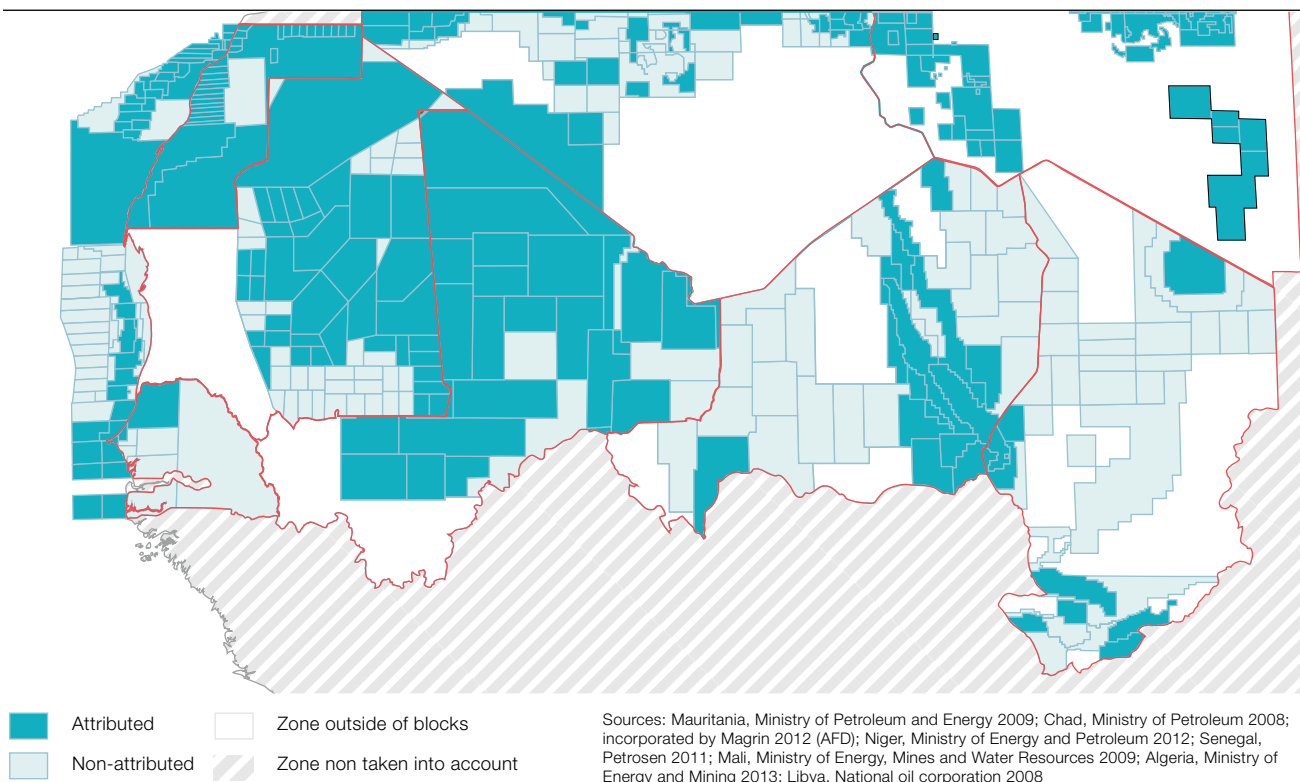 Attributed
Non-attributed
Zone outside of blocks
Zone non taken into account
Sources: Mauritania, Ministry of Petroleum and Energy 2009; Chad, Ministry of Petroleum 2008;
incorporated by Magrin 2012 (AFD); Niger, Ministry of Energy and Petroleum 2012; Senegal,
Petrosen 2011; Mali, Ministry of Energy, Mines and Water Resources 2009; Algeria, Ministry of
Energy and Mining 2013; Libya, National oil corporation 2008